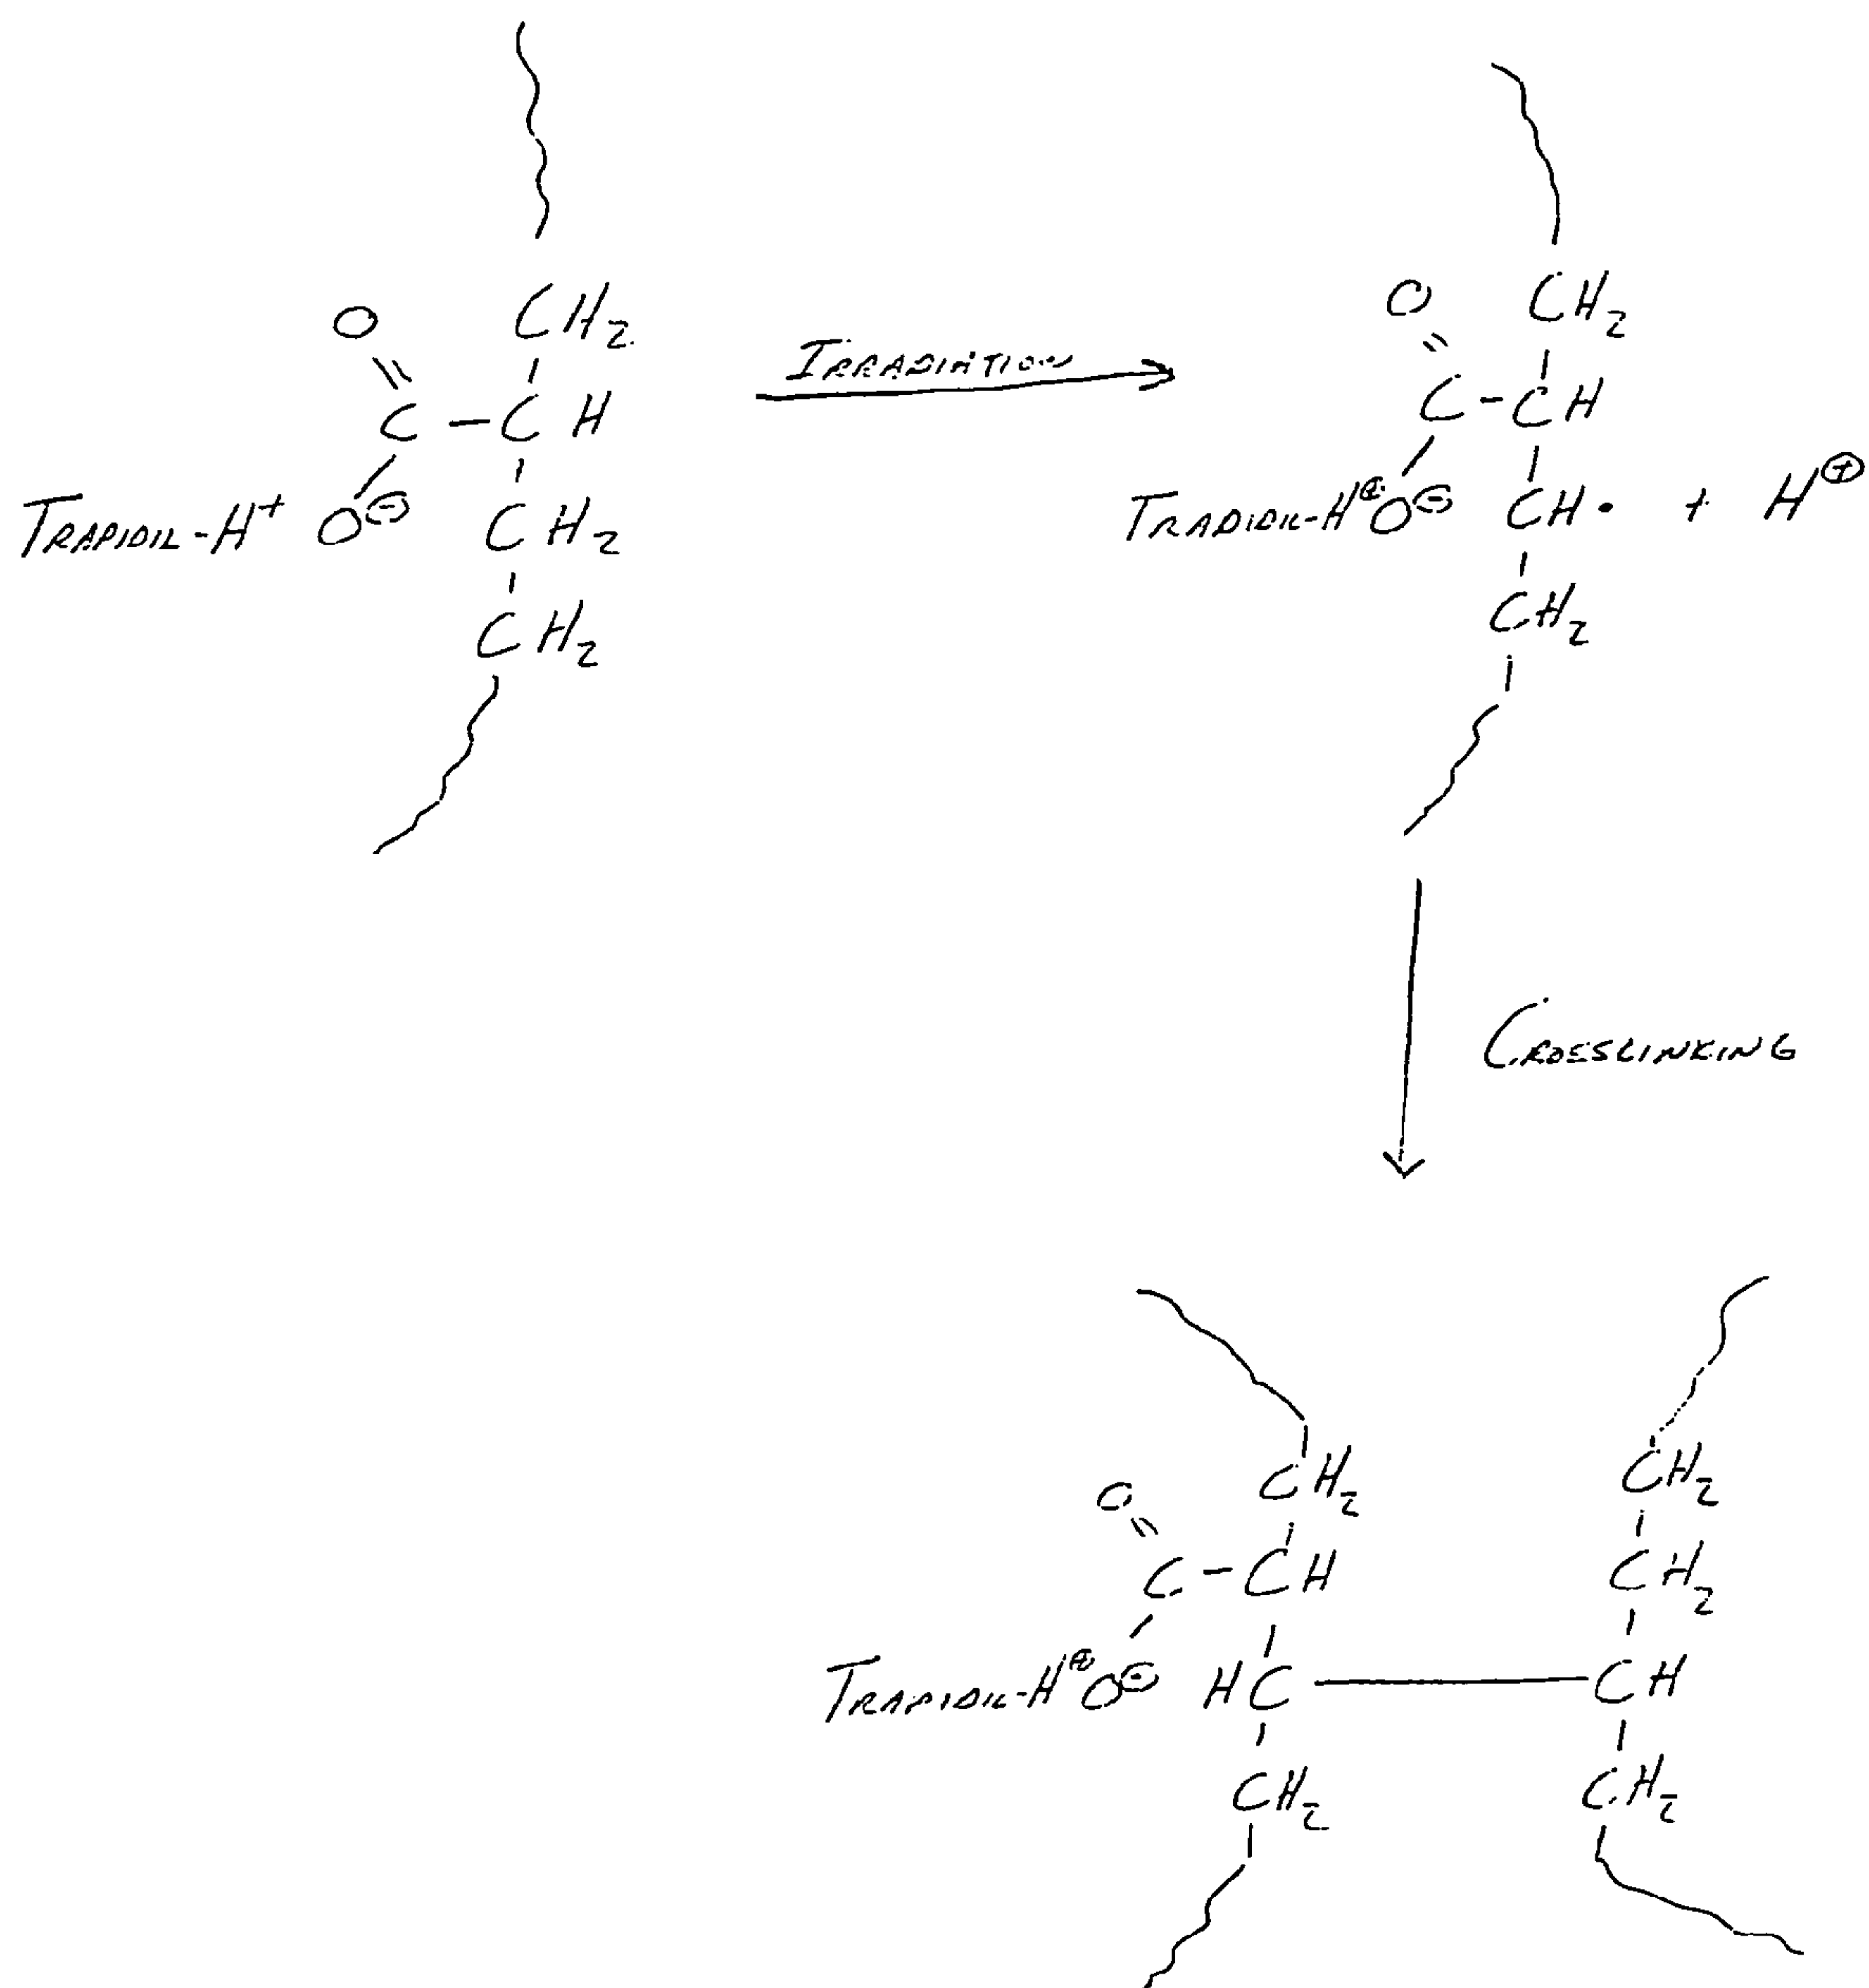 O CH2
IRRADIATION
C - CH
TRAPIDIL-H+ O⊖ CH2
CH2
O CH2
C - CH
TRADIDIL-H⊕ O⊖ CH• + H⊕
CH2
CROSSLINKING
O CH2 CH2
C - CH CH2
TRAPIDIL-H⊕ O⊖ HC CH
CH2 CH2